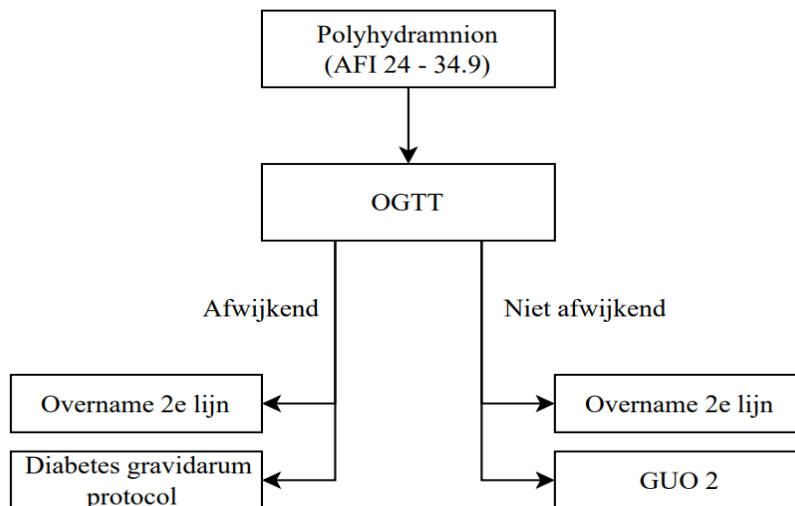 Polyhydramnion
(AFI 24 - 34.9)
OGTT
Afwijkend
Niet afwijkend
Overname 2e lijn
Overname 2e lijn
Diabetes gravidarum
protocol
GUO 2